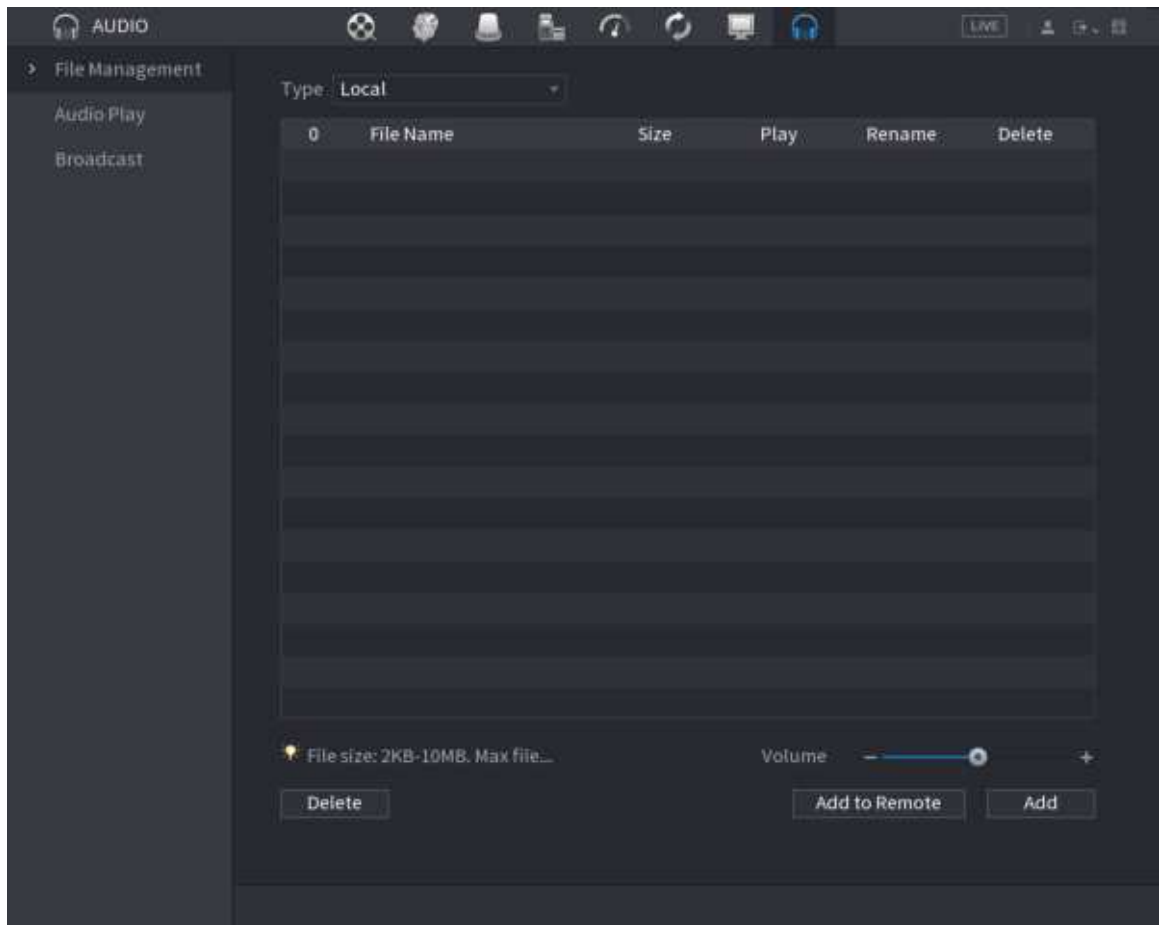 AUDIO
LIVE
File Management
Audio Play
Broadcast
Type Local
0 File Name Size Play Rename Delete
File size: 2KB-10MB. Max file...
Volume - +
Delete Add to Remote Add